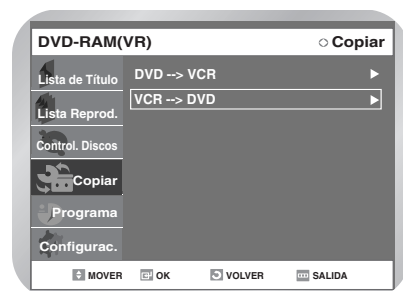 DVD-RAM(VR) Copiar
Lista de Título
DVD --> VCR
VCR --> DVD
Lista Reprod.
Control. Discos
Copiar
Programa
Configurac.
MOVER OK VOLVER SALIDA